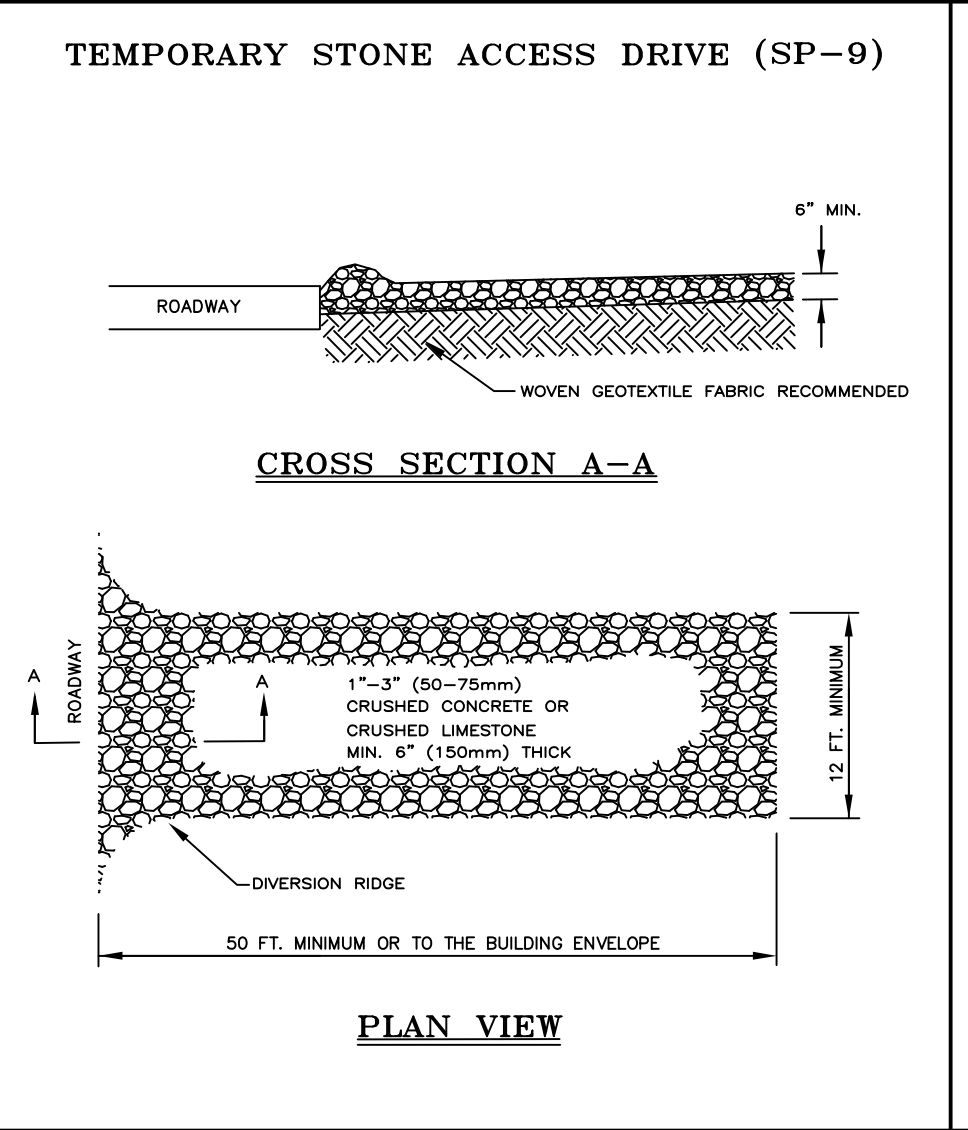 TEMPORARY STONE ACCESS DRIVE (SP-9)
6" MIN.
ROADWAY
WOVEN GEOTEXTILE FABRIC RECOMMENDED
CROSS SECTION A-A
ROADWAY
A
A
1"-3" (50-75mm)
CRUSHED CONCRETE OR
CRUSHED LIMESTONE
MIN. 6" (150mm) THICK
12 FT. MINIMUM
DIVERSION RIDGE
50 FT. MINIMUM OR TO THE BUILDING ENVELOPE
PLAN VIEW